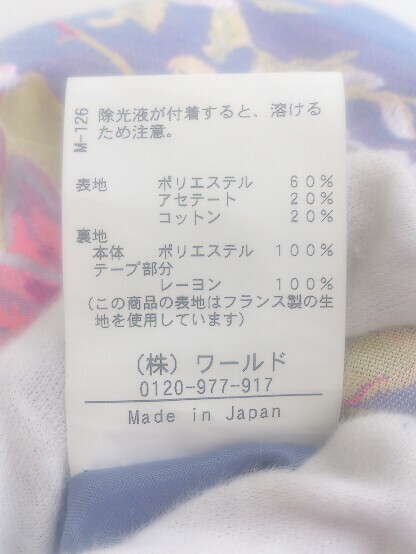 M-126
除光液が付着すると、溶ける
ため注意。
表地 ポリエステル 60%
アセテート 20%
コットン 20%
裏地
本体 ポリエステル 100%
テープ部分
レーヨン 100%
(この商品の表地はフランス製の生
地を使用しています)
(株) ワールド
0120-977-917
Made in Japan